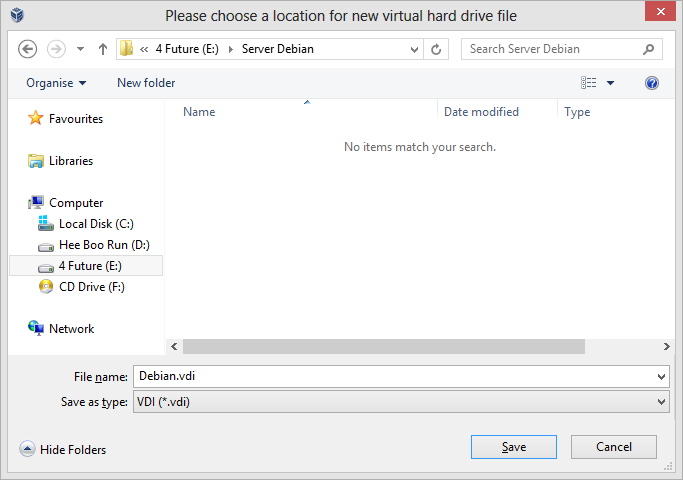 Please choose a location for new virtual hard drive file
« 4 Future (E:) Server Debian Search Server Debian
Organise New folder
Name Date modified Type
No items match your search.
Favourites
Libraries
Computer
Local Disk (C:)
Hee Boo Run (D:)
4 Future (E:)
CD Drive (F:)
Network
File name: Debian.vdi
Save as type: VDI (*.vdi)
Hide Folders Save Cancel